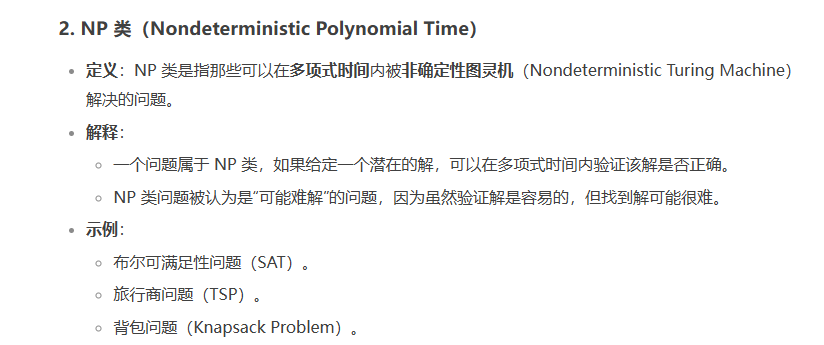 2. NP 类（Nondeterministic Polynomial Time）
定义：NP 类是指那些可以在多项式时间内被非确定性图灵机（Nondeterministic Turing Machine）
解决的问题。
解释：
一个问题属于 NP 类，如果给定一个潜在的解，可以在多项式时间内验证该解是否正确。
NP 类问题被认为是“可能难解”的问题，因为虽然验证解是容易的，但找到解可能很难。
示例：
布尔可满足性问题（SAT）。
旅行商问题（TSP）。
背包问题（Knapsack Problem）。